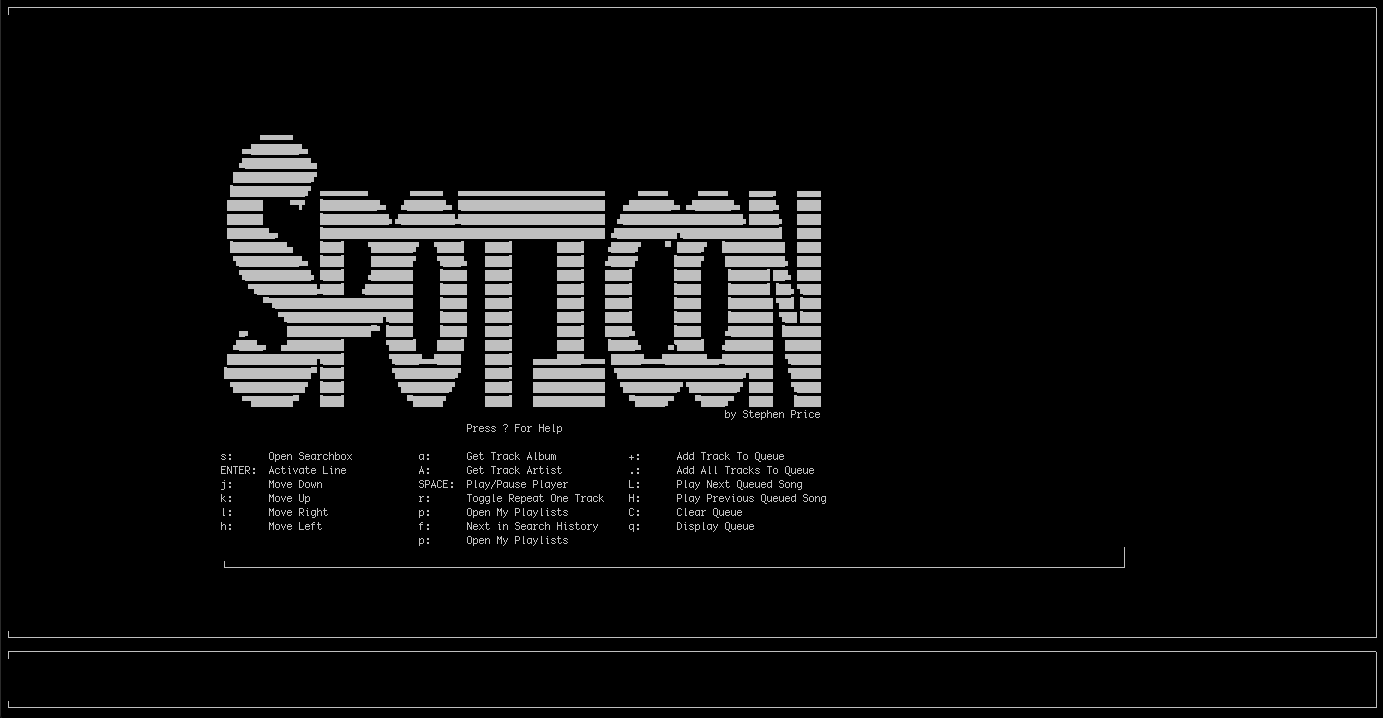 SPOTICON
by Stephen Price
Press ? For Help
s: Open Searchbox a: Get Track Album +: Add Track To Queue
ENTER: Activate Line A: Get Track Artist .: Add All Tracks To Queue
j: Move Down SPACE: Play/Pause Player L: Play Next Queued Song
k: Move Up r: Toggle Repeat One Track H: Play Previous Queued Song
l: Move Right p: Open My Playlists C: Clear Queue
h: Move Left f: Next in Search History q: Display Queue
p: Open My Playlists